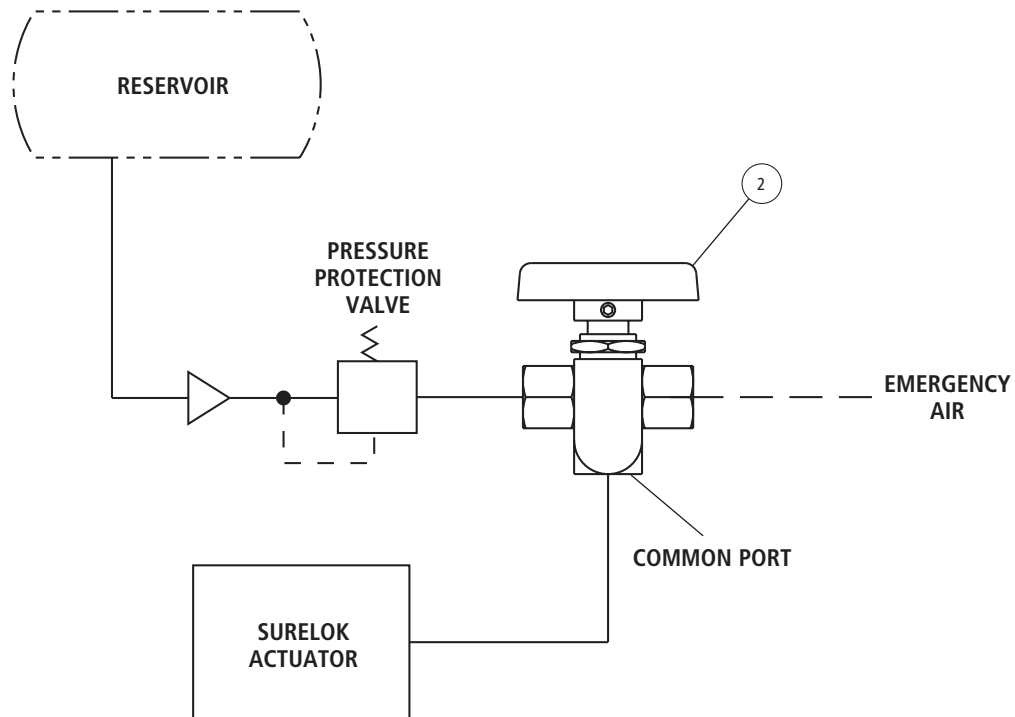 RESERVOIR
2
PRESSURE
PROTECTION
VALVE
EMERGENCY
AIR
COMMON PORT
SURELOK
ACTUATOR